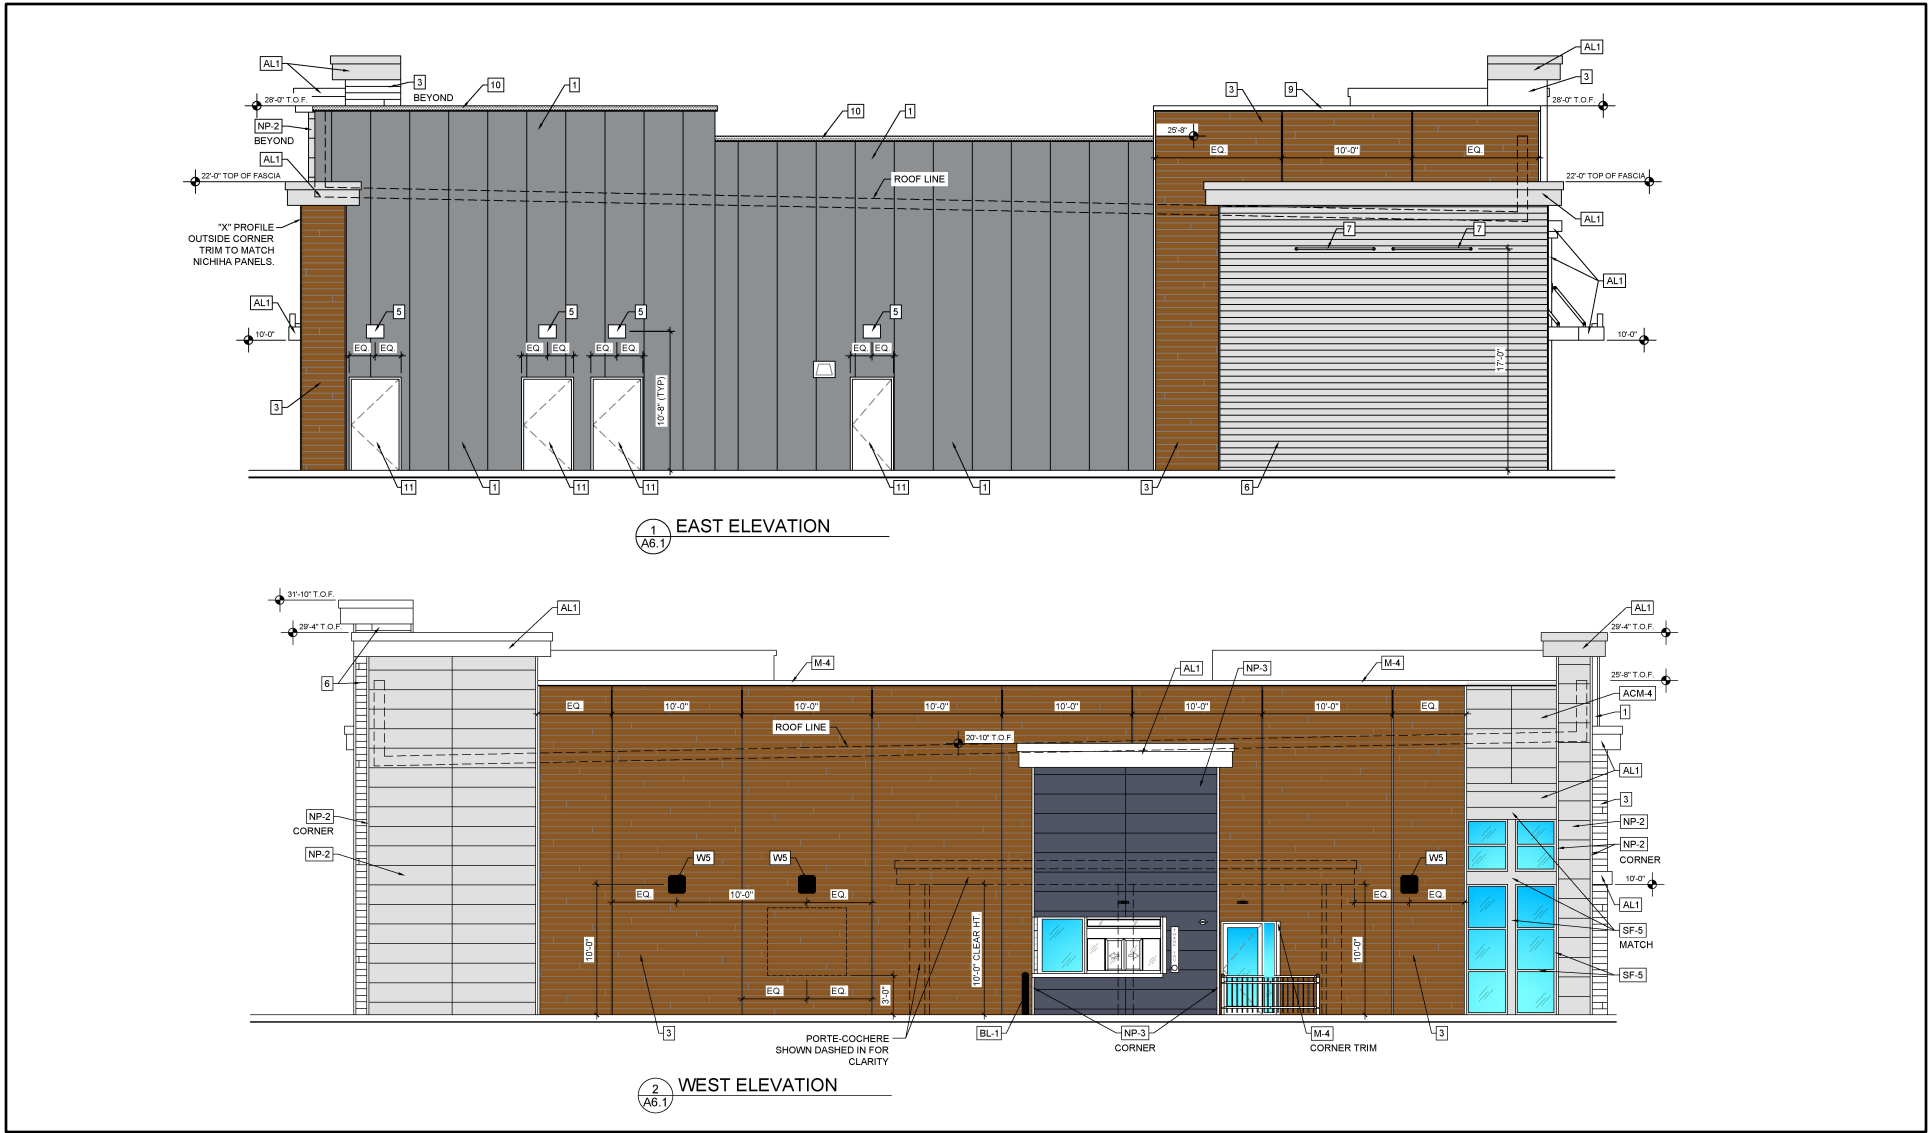 AL1
AL1
3
BEYOND
10
1
3
9
3
28'-0" T.O.F.
28'-0" T.O.F.
10
1
NP-2
BEYOND
25'-8"
EQ.
10'-0"
EQ.
AL1
22'-0" TOP OF FASCIA
ROOF LINE
22'-0" TOP OF FASCIA
AL1
"X" PROFILE
OUTSIDE CORNER
TRIM TO MATCH
NICHIHA PANELS.
7
7
AL1
AL1
5
5
5
5
10'-0"
10'-0"
EQ.
EQ.
EQ.
EQ.
EQ.
EQ.
EQ.
EQ.
17'-0"
10'-8" (TYP)
3
11
1
11
11
11
1
3
6
1
A6.1
EAST ELEVATION
31'-10" T.O.F.
AL1
AL1
29'-4" T.O.F.
29'-4" T.O.F.
M-4
AL1
NP-3
M-4
25'-8" T.O.F.
6
ACM-4
EQ.
10'-0"
10'-0"
10'-0"
10'-0"
10'-0"
10'-0"
EQ.
1
ROOF LINE
20'-10" T.O.F.
AL1
3
NP-2
CORNER
NP-2
NP-2
CORNER
NP-2
W5
W5
W5
10'-0"
EQ.
10'-0"
EQ.
EQ.
EQ.
AL1
SF-5
MATCH
10'-0"
10'-0" CLEAR HT.
10'-0"
SF-5
EQ.
EQ.
3'-0"
3
PORTE-COCHERE
SHOWN DASHED IN FOR
CLARITY
BL-1
NP-3
CORNER
M-4
CORNER TRIM
3
2
A6.1
WEST ELEVATION